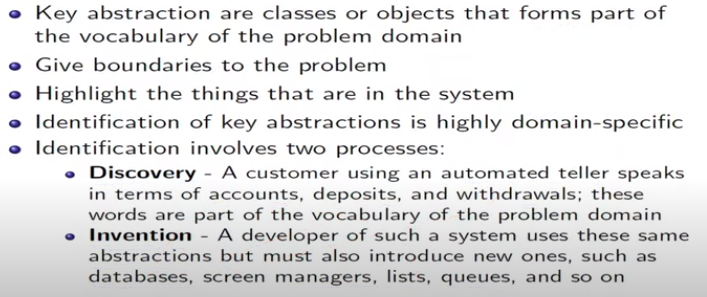 Key abstraction are classes or objects that forms part of
the vocabulary of the problem domain
Give boundaries to the problem
Highlight the things that are in the system
Identification of key abstractions is highly domain-specific
Identification involves two processes:
Discovery - A customer using an automated teller speaks
in terms of accounts, deposits, and withdrawals; these
words are part of the vocabulary of the problem domain
Invention - A developer of such a system uses these same
abstractions but must also introduce new ones, such as
databases, screen managers, lists, queues, and so on